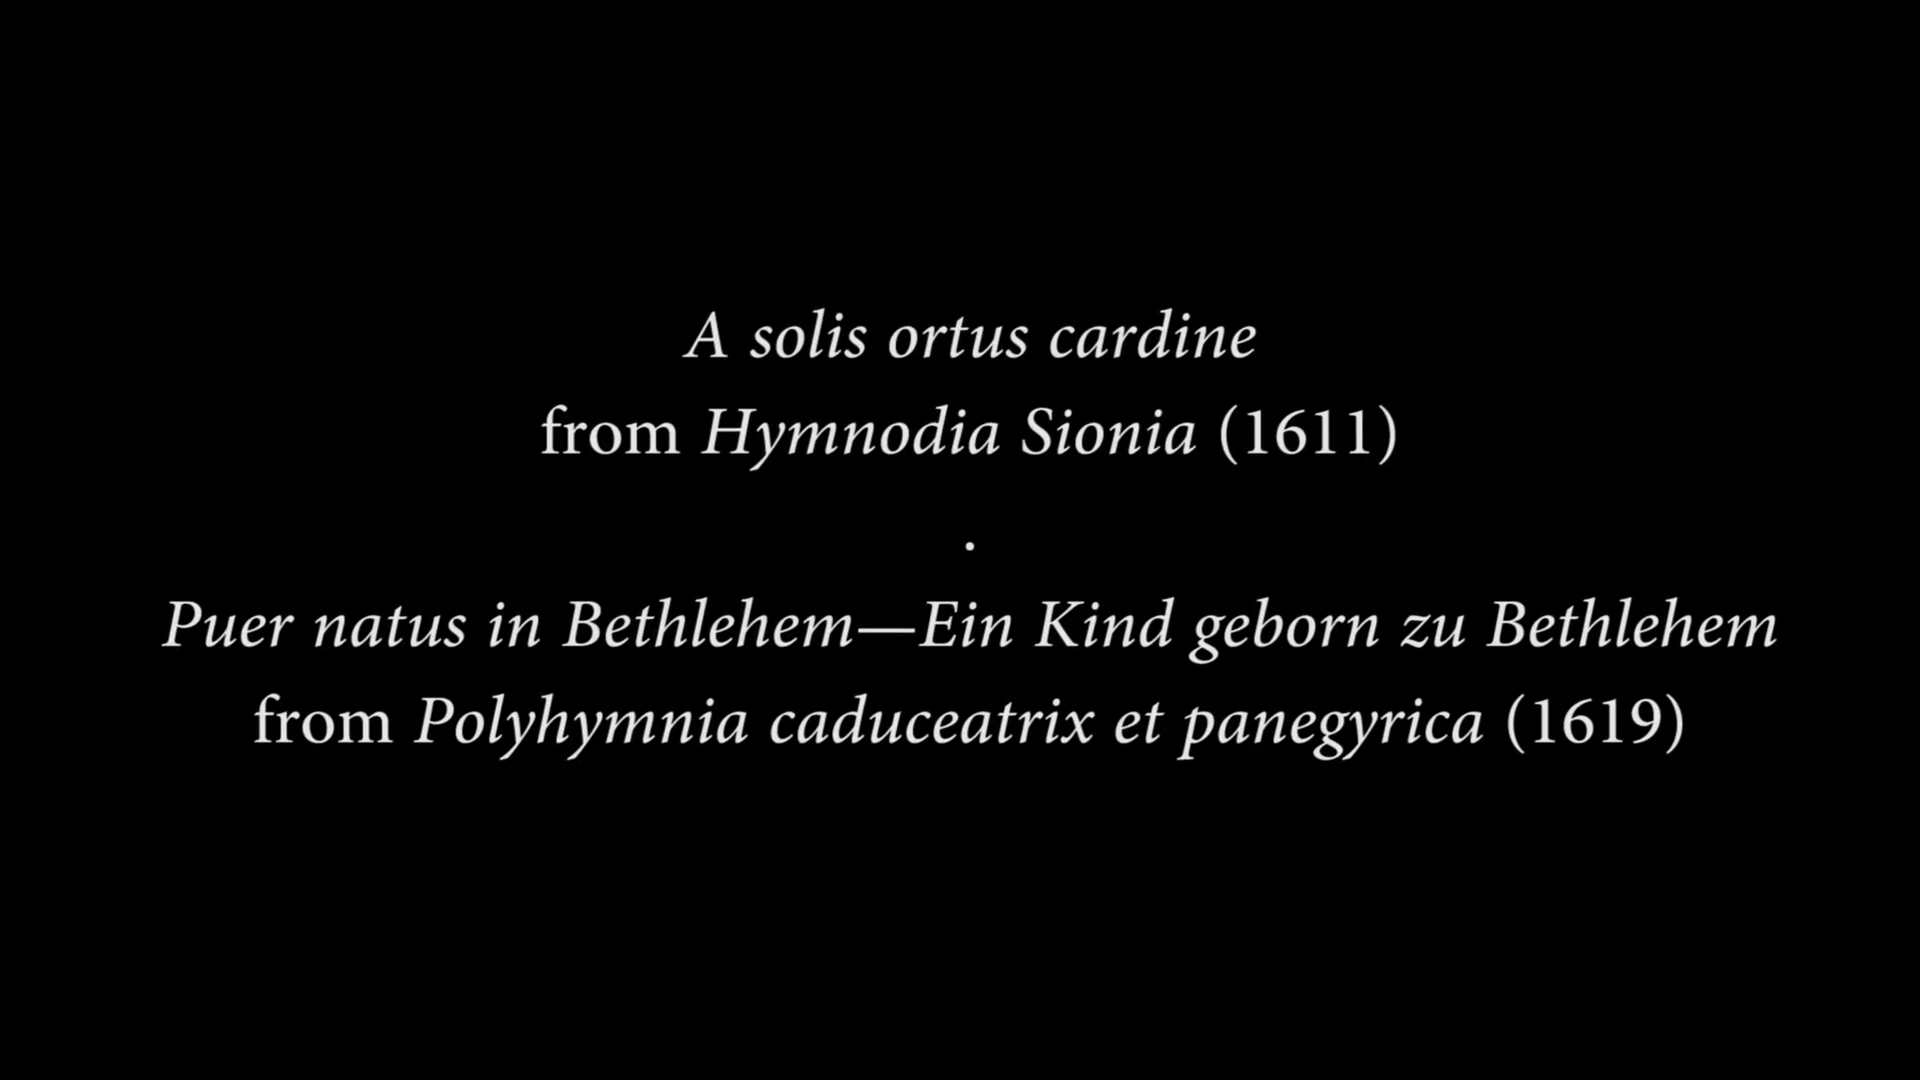 A solis ortus cardine
from Hymnodia Sionia (1611)
.
Puer natus in Bethlehem—Ein Kind geborn zu Bethlehem
from Polyhymnia caduceatrix et panegyrica (1619)